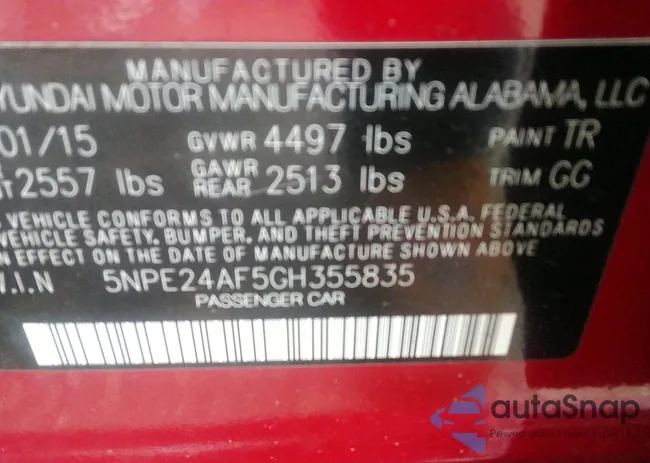 MANUFACTURED BY
YUNDAI MOTOR MANUFACTURING ALABAMA, LLC
01/15 GVWR 4497 lbs PAINT TR
2557 lbs GAWR REAR 2513 lbs TRIM GG
VEHICLE CONFORMS TO ALL APPLICABLE U.S.A. FEDERAL
VEHICLE SAFETY, BUMPER, AND THEFT PREVENTION STANDARDS
EFFECT ON THE DATE OF MANUFACTURE SHOWN ABOVE
.I.N 5NPE24AF5GH355835
PASSENGER CAR
autaSnap